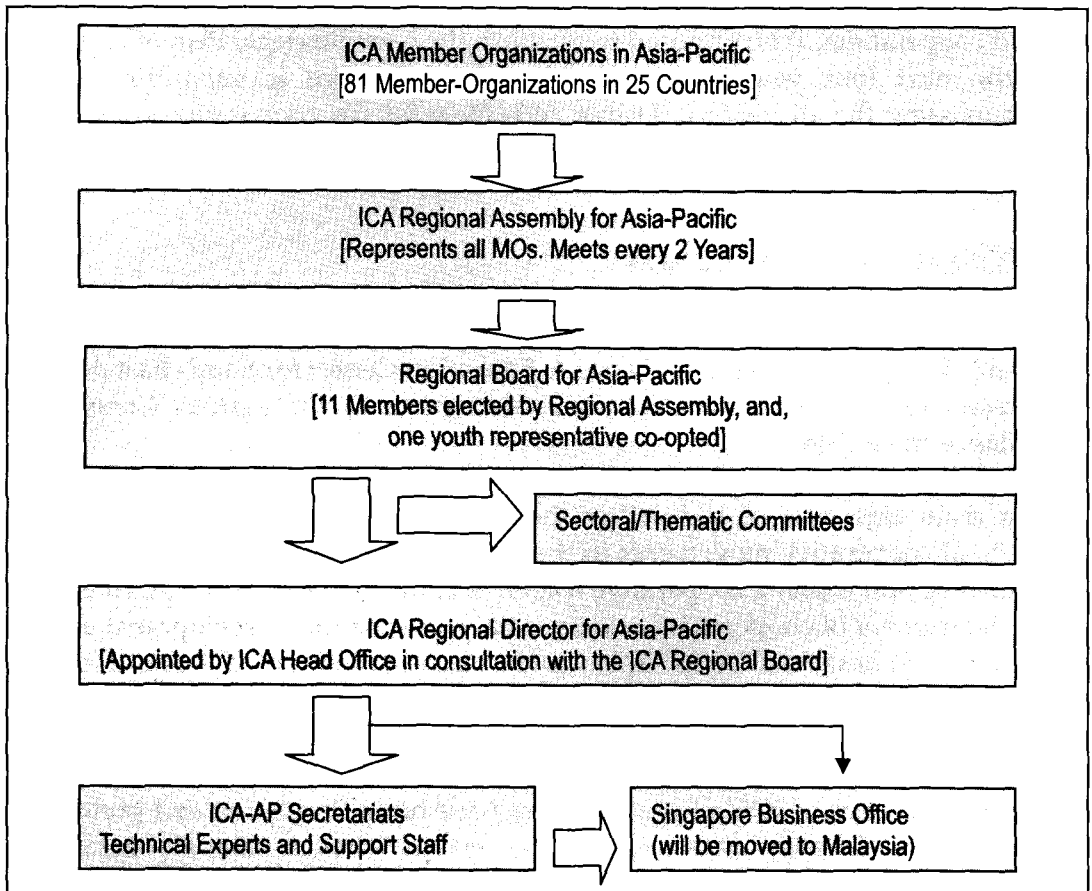 ICA Member Organizations in Asia-Pacific
[81 Member-Organizations in 25 Countries]
ICA Regional Assembly for Asia-Pacific
[Represents all MOs. Meets every 2 Years]
Regional Board for Asia-Pacific
[11 Members elected by Regional Assembly, and,
one youth representative co-opted]
Sectoral/Thematic Committees
ICA Regional Director for Asia-Pacific
[Appointed by ICA Head Office in consultation with the ICA Regional Board]
ICA-AP Secretariats
Technical Experts and Support Staff
Singapore Business Office
(will be moved to Malaysia)